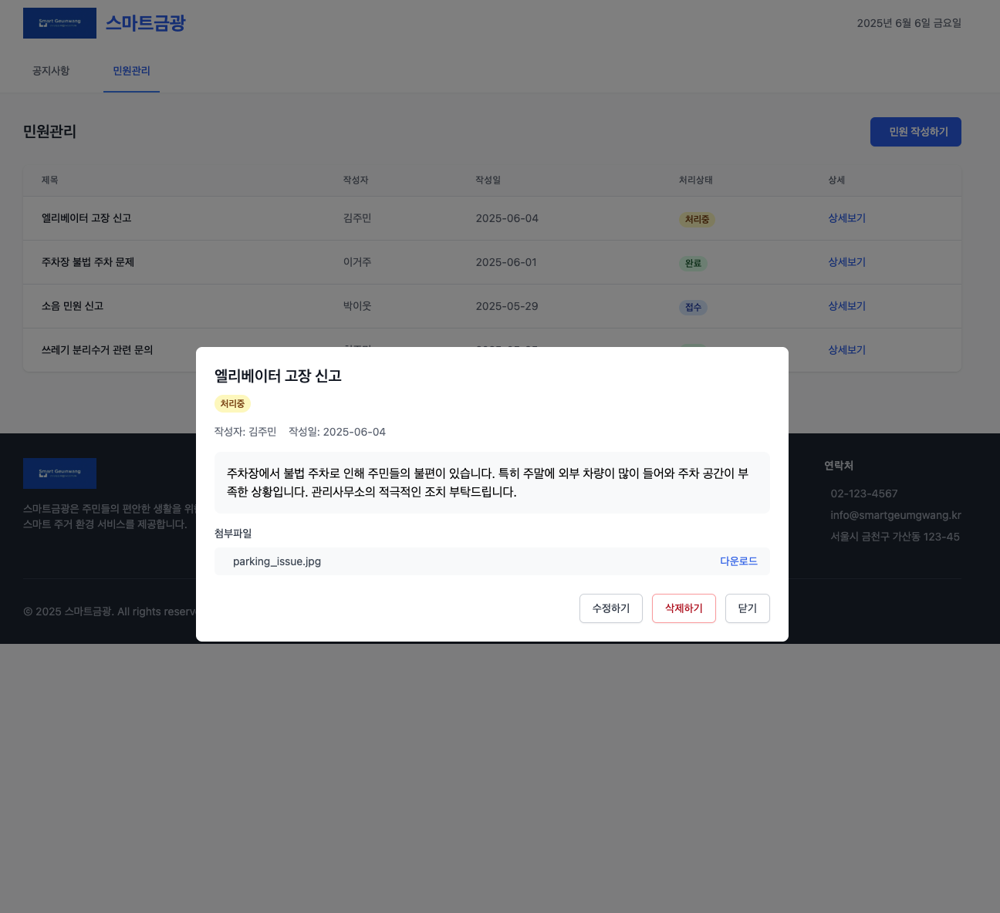 Smart Geumwang
스마트금광
2025년 6월 6일 금요일
공지사항
민원관리
민원관리
민원 작성하기
제목 작성자 작성일 처리상태 상세
엘리베이터 고장 신고 김주민 2025-06-04 처리중 상세보기
주차장 불법 주차 문제 이거주 2025-06-01 완료 상세보기
소음 민원 신고 박이웃 2025-05-29 접수 상세보기
쓰레기 분리수거 관련 문의 상세보기
엘리베이터 고장 신고
처리중
작성자: 김주민 작성일: 2025-06-04
주차장에서 불법 주차로 인해 주민들의 불편이 있습니다. 특히 주말에 외부 차량이 많이 들어와 주차 공간이 부
족한 상황입니다. 관리사무소의 적극적인 조치 부탁드립니다.
첨부파일
parking_issue.jpg 다운로드
수정하기 삭제하기 닫기
Smart Geumwang
스마트금광은 주민들의 편안한 생활을
스마트 주거 환경 서비스를 제공합니다.
연락처
02-123-4567
info@smartgeumgwang.kr
서울시 금천구 가산동 123-45
© 2025 스마트금광. All rights